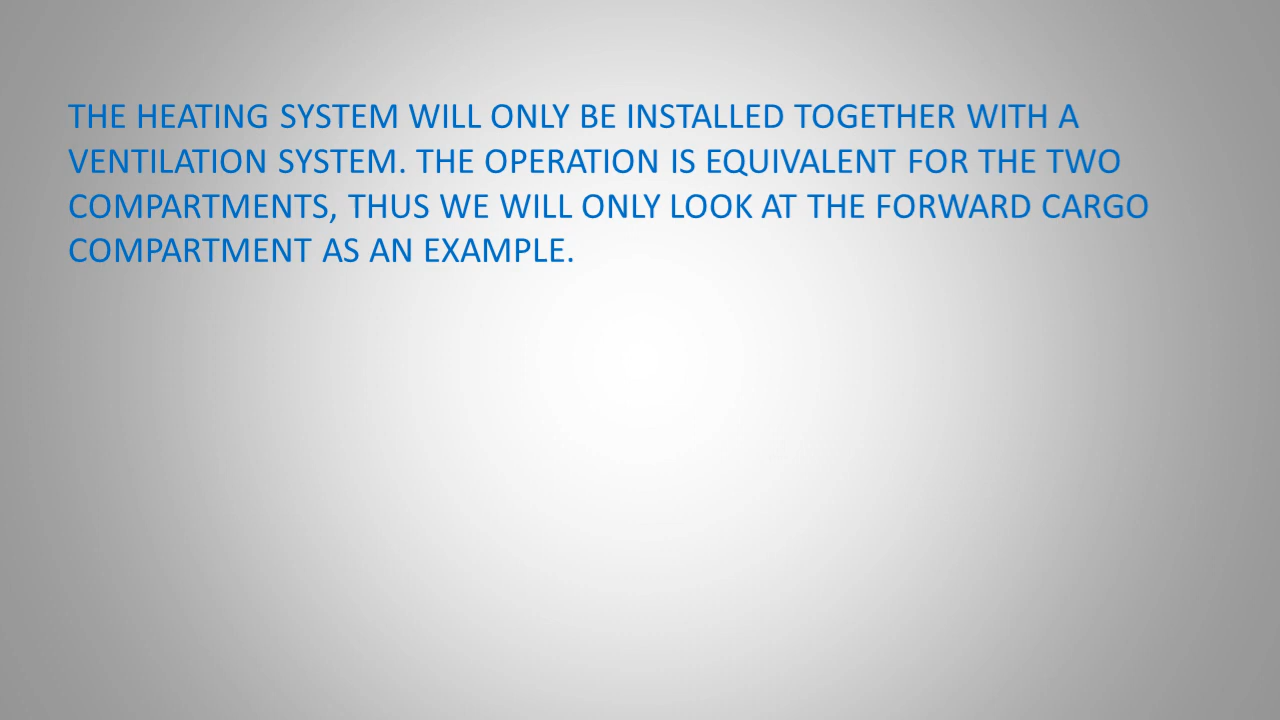 THE HEATING SYSTEM WILL ONLY BE INSTALLED TOGETHER WITH A
VENTILATION SYSTEM. THE OPERATION IS EQUIVALENT FOR THE TWO
COMPARTMENTS, THUS WE WILL ONLY LOOK AT THE FORWARD CARGO
COMPARTMENT AS AN EXAMPLE.